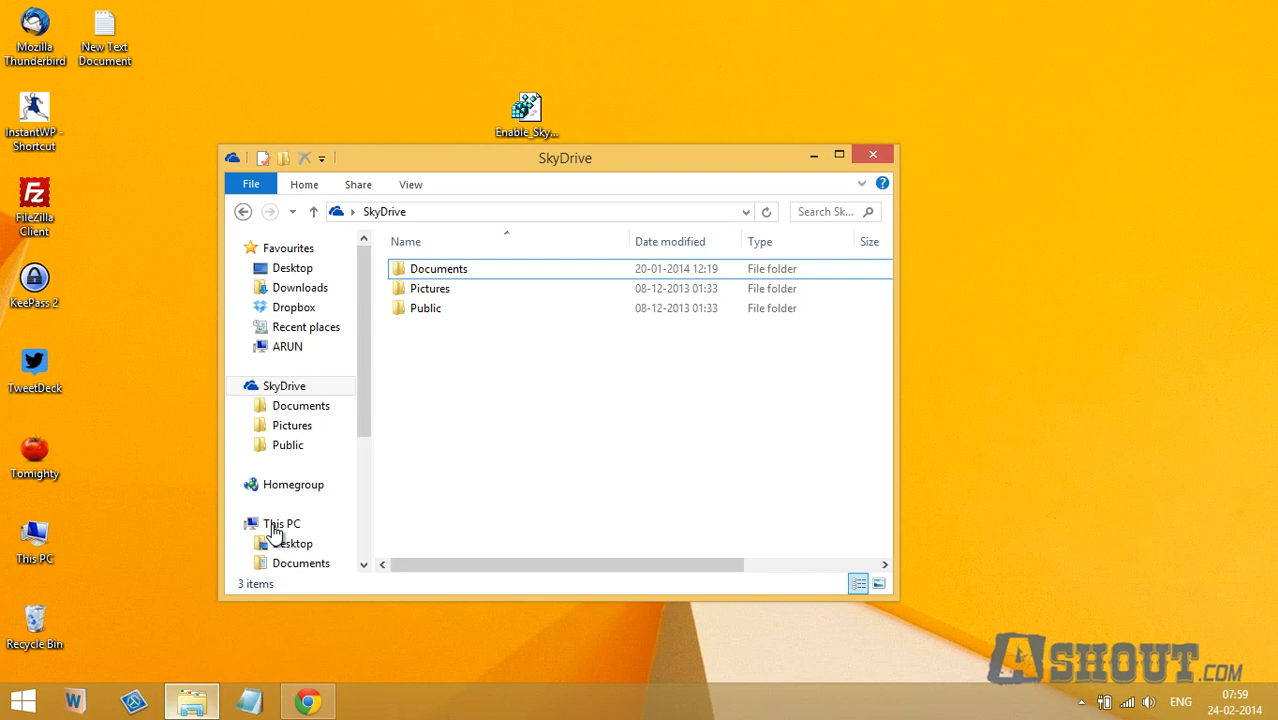 Mozilla
Thunderbird
New Text
Document
InstantWP -
Shortcut
FileZilla
Client
KeePass 2
TweetDeck
Tomighty
This PC
Recycle Bin
Enable_Sky...
SkyDrive
File
Home
Share
View
SkyDrive
Search Sk...
Name
Date modified
Type
Size
Documents
20-01-2014 12:19
File folder
Pictures
08-12-2013 01:33
File folder
Public
08-12-2013 01:33
File folder
Favourites
Desktop
Downloads
Dropbox
Recent places
ARUN
SkyDrive
Documents
Pictures
Public
Homegroup
This PC
Desktop
Documents
3 items
ASHOUT.COM
ENG
07:59
24-02-2014